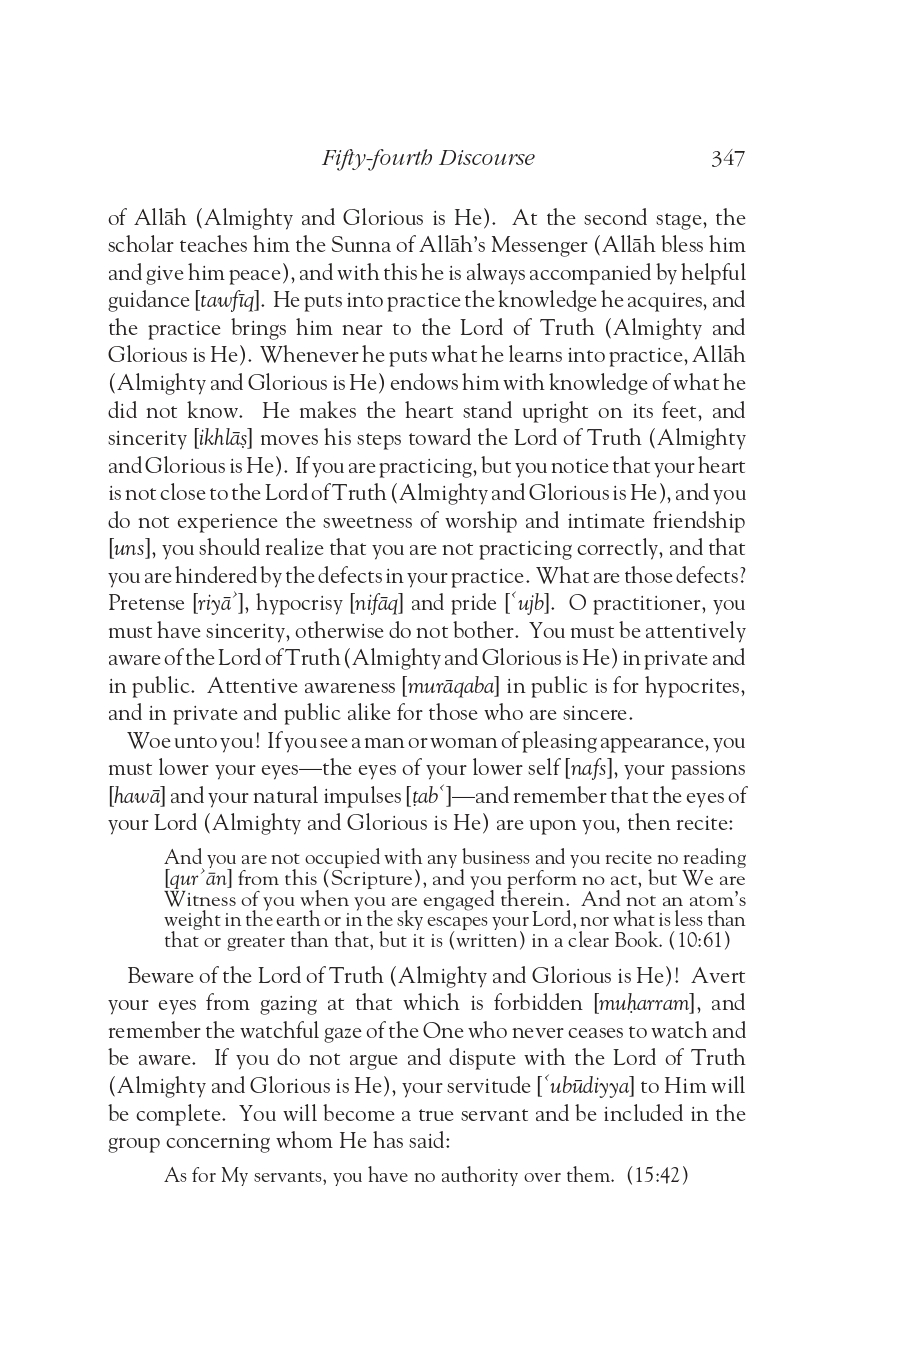 Fifty-fourth Discourse 347
of Allāh (Almighty and Glorious is He). At the second stage, the
scholar teaches him the Sunna of Allāh’s Messenger (Allāh bless him
and give him peace), and with this he is always accompanied by helpful
guidance [tawfīq]. He puts into practice the knowledge he acquires, and
the practice brings him near to the Lord of Truth (Almighty and
Glorious is He). Whenever he puts what he learns into practice, Allāh
(Almighty and Glorious is He) endows him with knowledge of what he
did not know. He makes the heart stand upright on its feet, and
sincerity [ikhlāṣ] moves his steps toward the Lord of Truth (Almighty
and Glorious is He). If you are practicing, but you notice that your heart
is not close to the Lord of Truth (Almighty and Glorious is He), and you
do not experience the sweetness of worship and intimate friendship
[uns], you should realize that you are not practicing correctly, and that
you are hindered by the defects in your practice. What are those defects?
Pretense [riyāʾ], hypocrisy [nifāq] and pride [ʿujb]. O practitioner, you
must have sincerity, otherwise do not bother. You must be attentively
aware of the Lord of Truth (Almighty and Glorious is He) in private and
in public. Attentive awareness [murāqaba] in public is for hypocrites,
and in private and public alike for those who are sincere.
Woe unto you! If you see a man or woman of pleasing appearance, you
must lower your eyes—the eyes of your lower self [nafs], your passions
[hawā] and your natural impulses [ṭabʿ]—and remember that the eyes of
your Lord (Almighty and Glorious is He) are upon you, then recite:
And you are not occupied with any business and you recite no reading
[qurʾān] from this (Scripture), and you perform no act, but We are
Witness of you when you are engaged therein. And not an atom’s
weight in the earth or in the sky escapes your Lord, nor what is less than
that or greater than that, but it is (written) in a clear Book. (10:61)
Beware of the Lord of Truth (Almighty and Glorious is He)! Avert
your eyes from gazing at that which is forbidden [muḥarram], and
remember the watchful gaze of the One who never ceases to watch and
be aware. If you do not argue and dispute with the Lord of Truth
(Almighty and Glorious is He), your servitude [ʿubūdiyya] to Him will
be complete. You will become a true servant and be included in the
group concerning whom He has said:
As for My servants, you have no authority over them. (15:42)